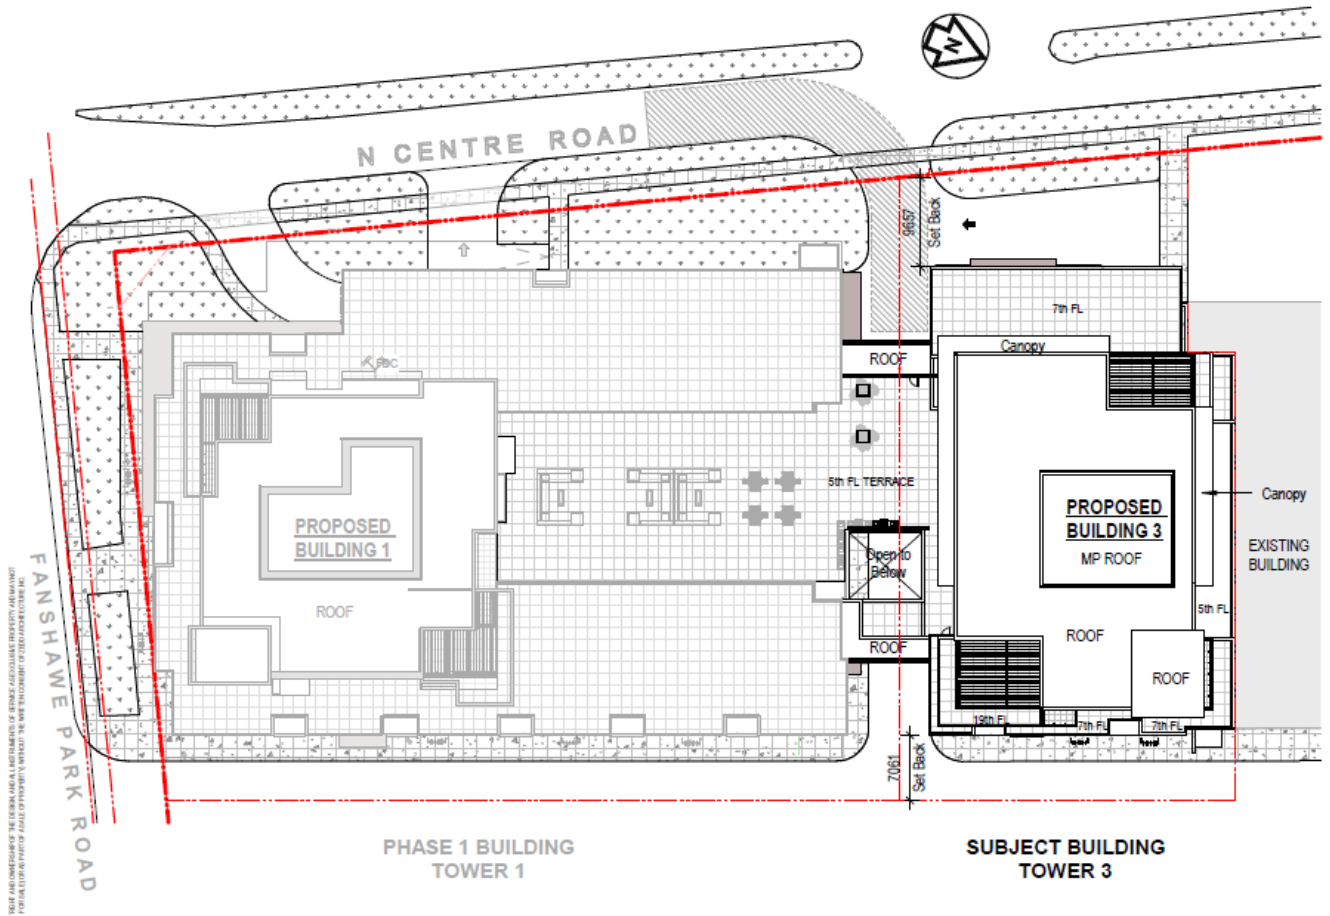 N
N CENTRE ROAD
9657
Set Back
7th FL
Canopy
ROOF
FDC
5th FL TERRACE
Canopy
PROPOSED
BUILDING 1
PROPOSED
BUILDING 3
MP ROOF
EXISTING
BUILDING
Open to
Below
ROOF
5th FL
ROOF
ROOF
ROOF
19th FL
7th FL
7th FL
7061
Set Back
FANSHAWE PARK ROAD
PHASE 1 BUILDING
TOWER 1
SUBJECT BUILDING
TOWER 3